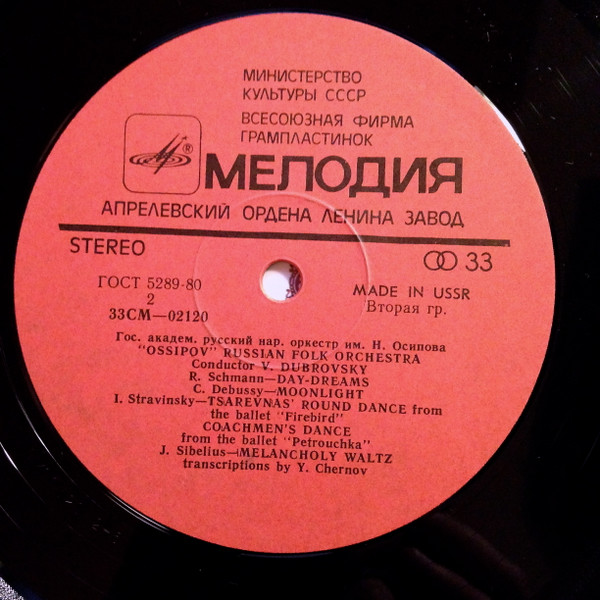 МИНИСТЕРСТВО
КУЛЬТУРЫ СССР
ВСЕСОЮЗНАЯ ФИРМА
ГРАМПЛАСТИНОК
®
МЕЛОДИЯ
АПРЕЛЕВСКИЙ ОРДЕНА ЛЕНИНА ЗАВОД
STEREO
33
ГОСТ 5289-80
2
33СМ—02120
MADE IN USSR
Вторая гр.
Гос. академ. русский нар. оркестр им. Н. Осипова
"OSSIPOV" RUSSIAN FOLK ORCHESTRA
Conductor V. DUBROVSKY
R. Schmann—DAY-DREAMS
C. Debussy—MOONLIGHT
I. Stravinsky—TSAREVNAS' ROUND DANCE from
the ballet "Firebird"
COACHMEN'S DANCE
from the ballet "Petrouchka"
J. Sibelius—MELANCHOLY WALTZ
transcriptions by Y. Chernov